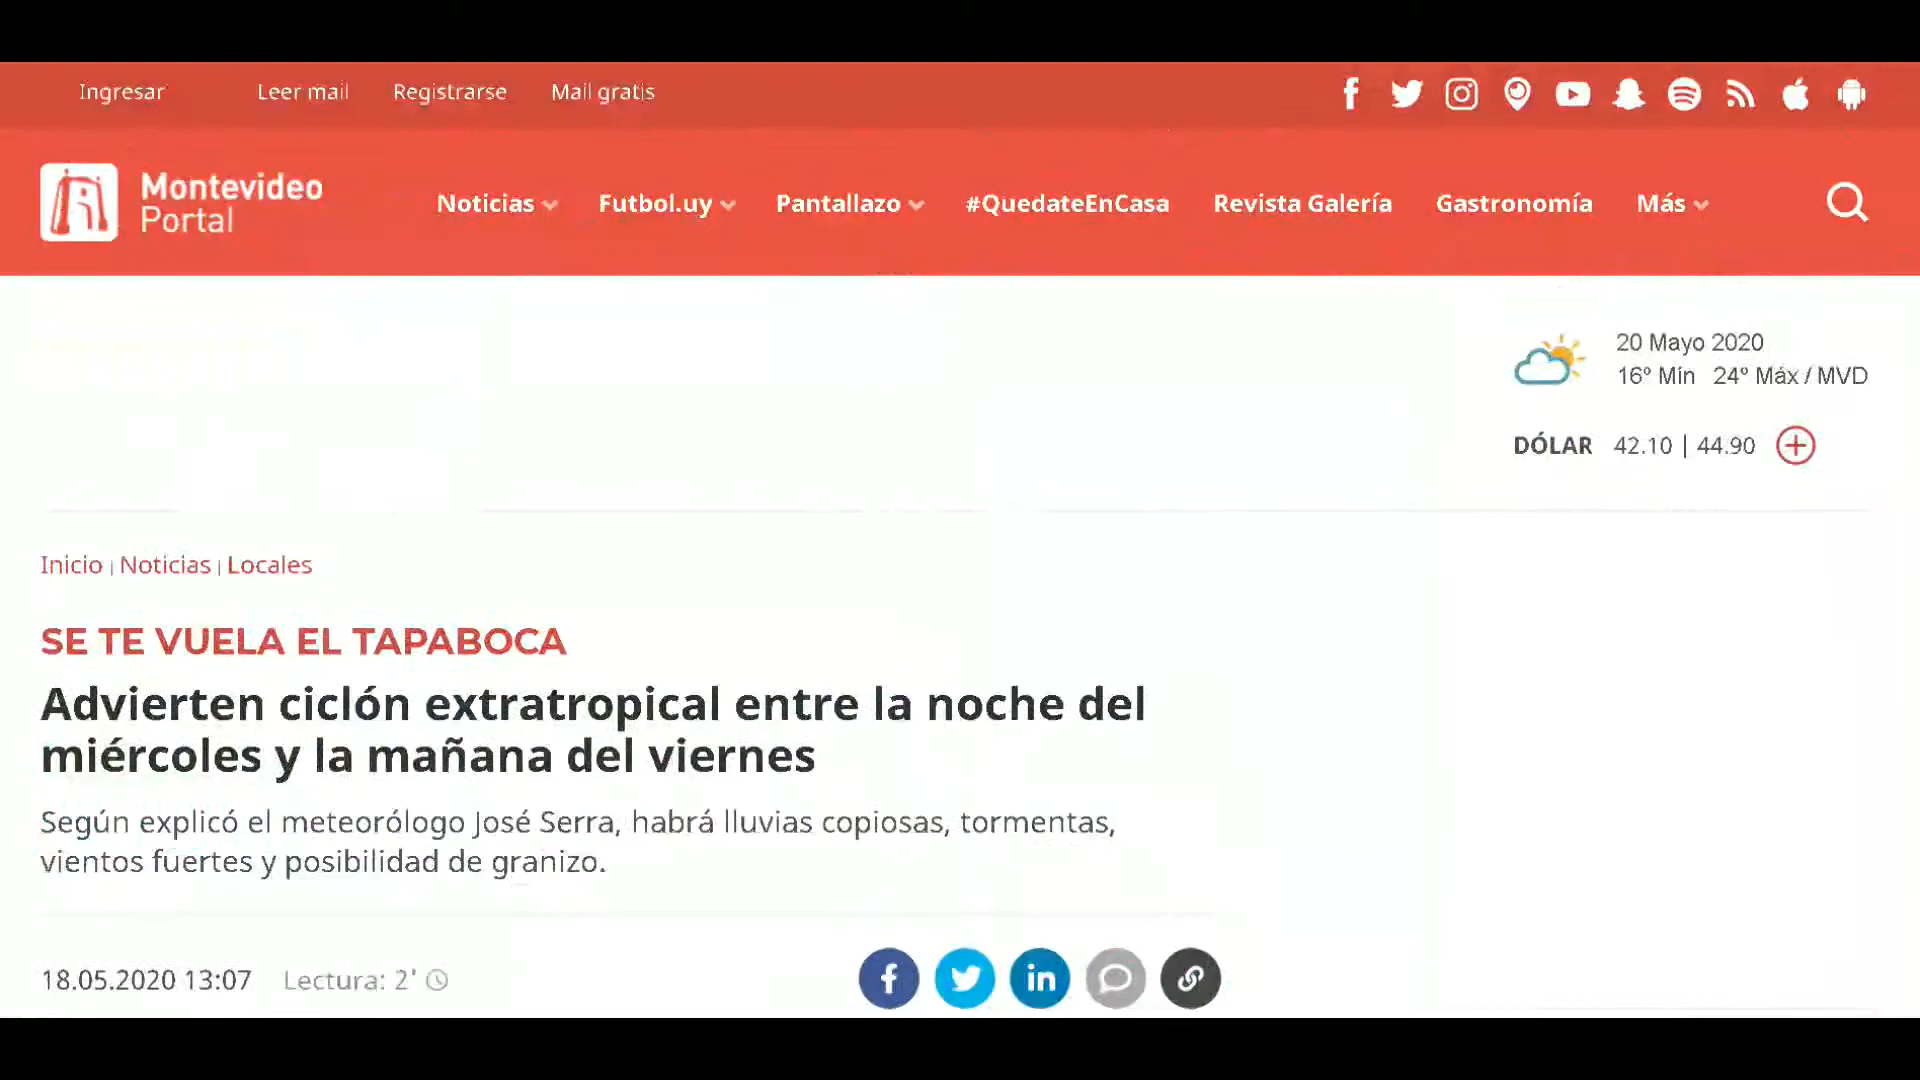 Ingresar Leer mail Registrarse Mail gratis
Montevideo
Portal
Noticias Futbol.uy Pantallazo #QuedateEnCasa Revista Galería Gastronomía Más
20 Mayo 2020
16º Mín 24º Máx / MVD
DÓLAR 42.10 | 44.90
Inicio | Noticias | Locales
SE TE VUELA EL TAPABOCA
Advierten ciclón extratropical entre la noche del
miércoles y la mañana del viernes
Según explicó el meteorólogo José Serra, habrá lluvias copiosas, tormentas,
vientos fuertes y posibilidad de granizo.
18.05.2020 13:07 Lectura: 2'